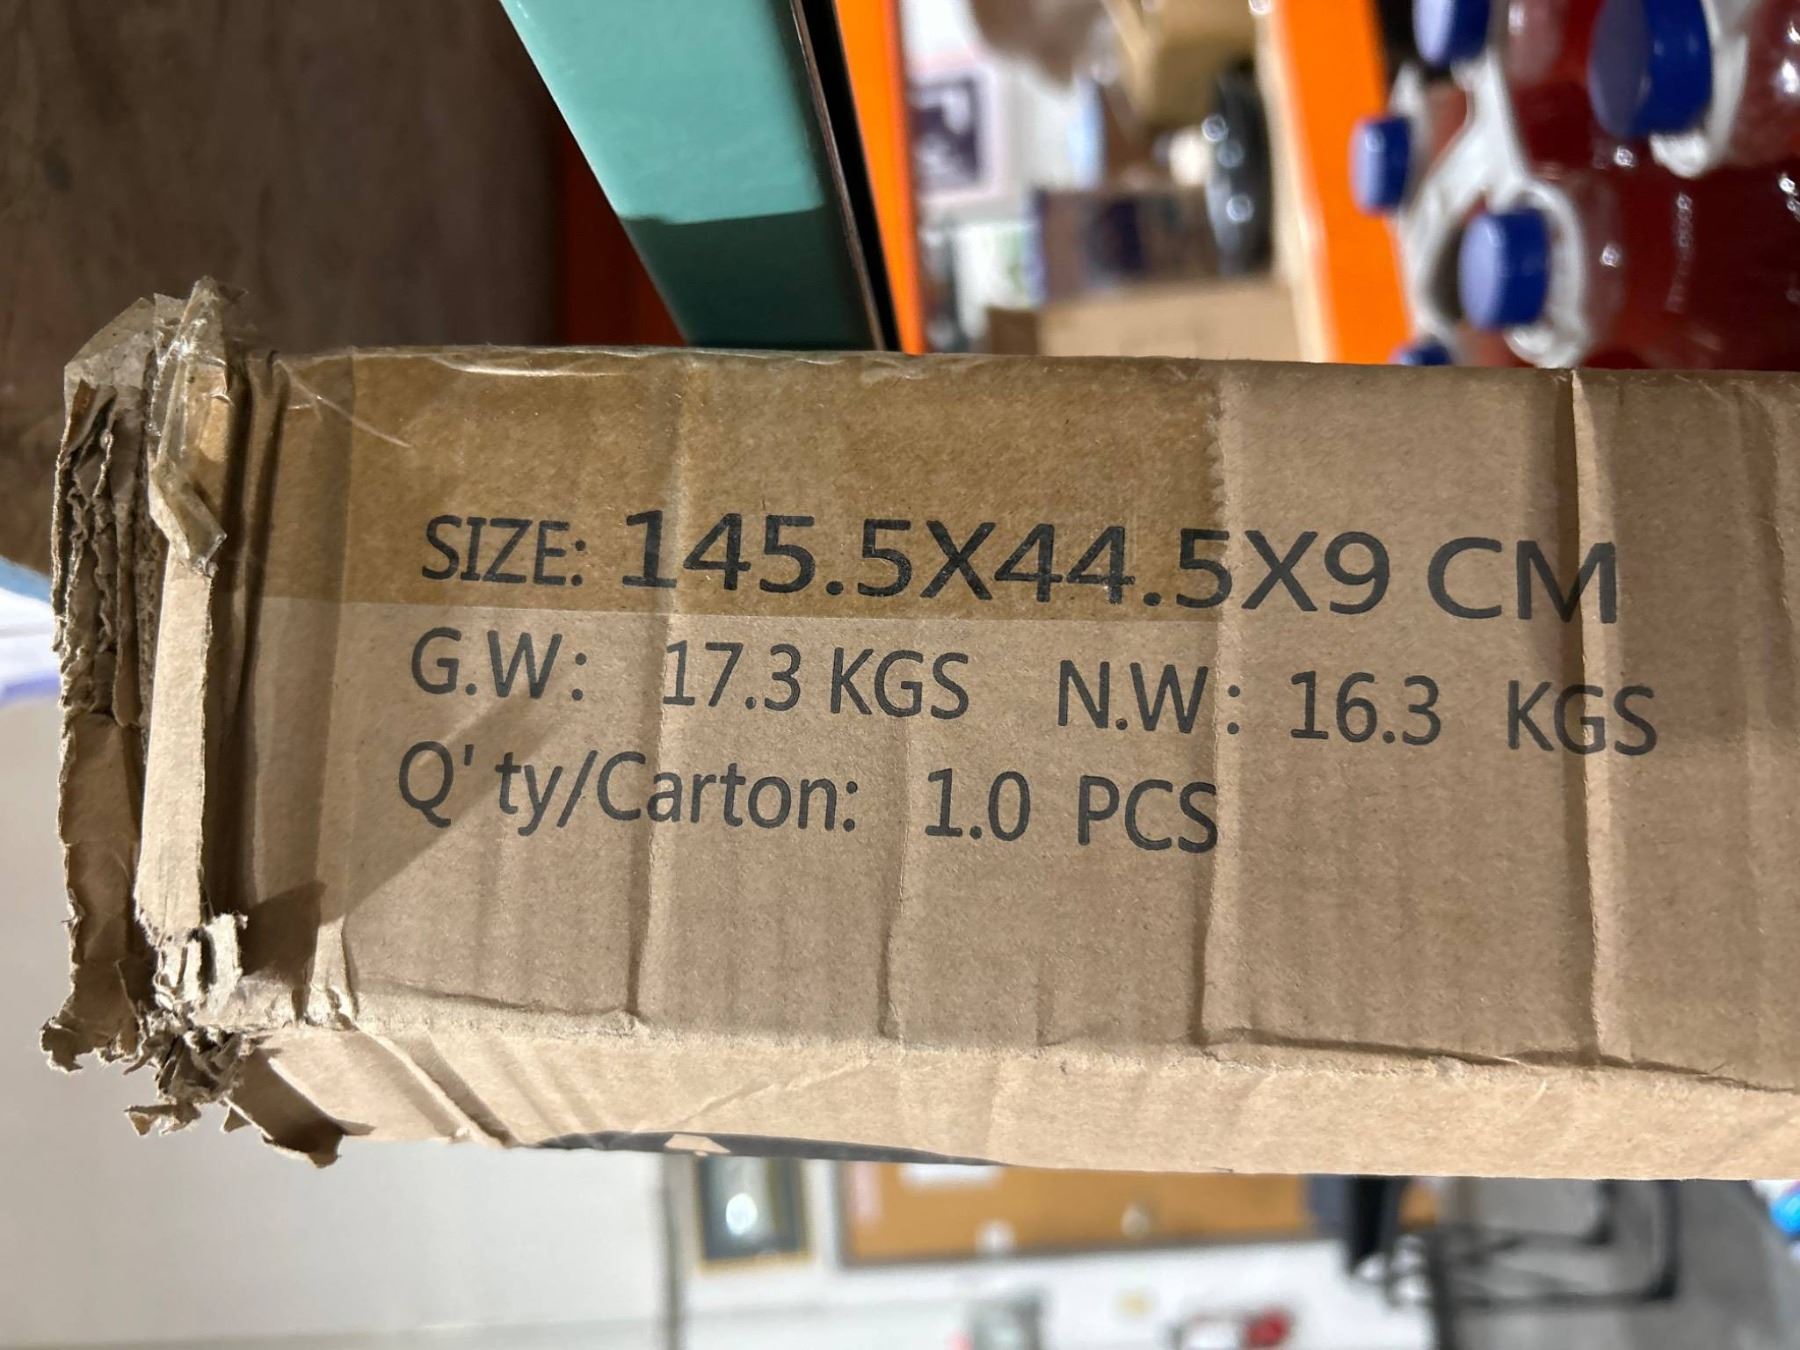 SIZE: 145.5X44.5X9 CM
G.W: 17.3 KGS N.W: 16.3 KGS
Q'ty/Carton: 1.0 PCS